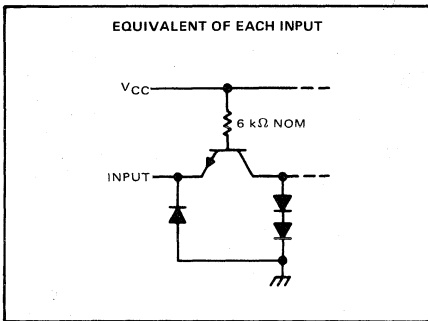 EQUIVALENT OF EACH INPUT
VCC
6 kΩ NOM
INPUT